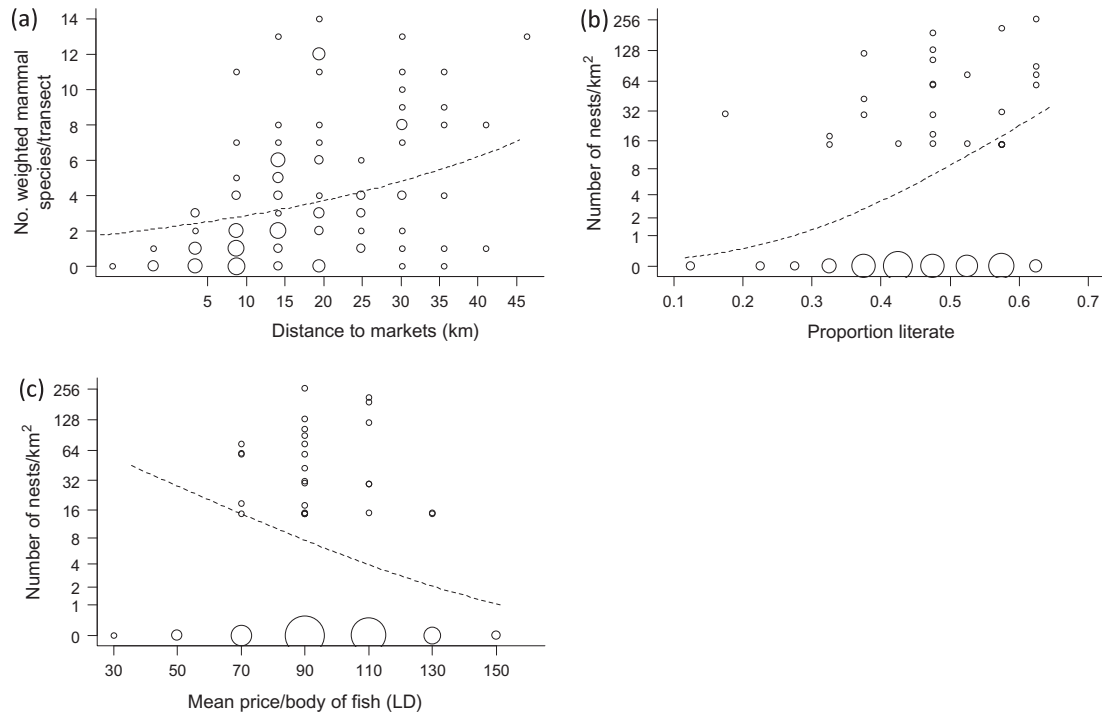 (a)
No. weighted mammal
species/transect
14
12
10
8
6
4
2
0
5 10 15 20 25 30 35 40 45
Distance to markets (km)
(b)
Number of nests/km²
256
128
64
32
16
8
4
2
1
0
0.1 0.2 0.3 0.4 0.5 0.6 0.7
Proportion literate
(c)
Number of nests/km²
256
128
64
32
16
8
4
2
1
0
30 50 70 90 110 130 150
Mean price/body of fish (LD)